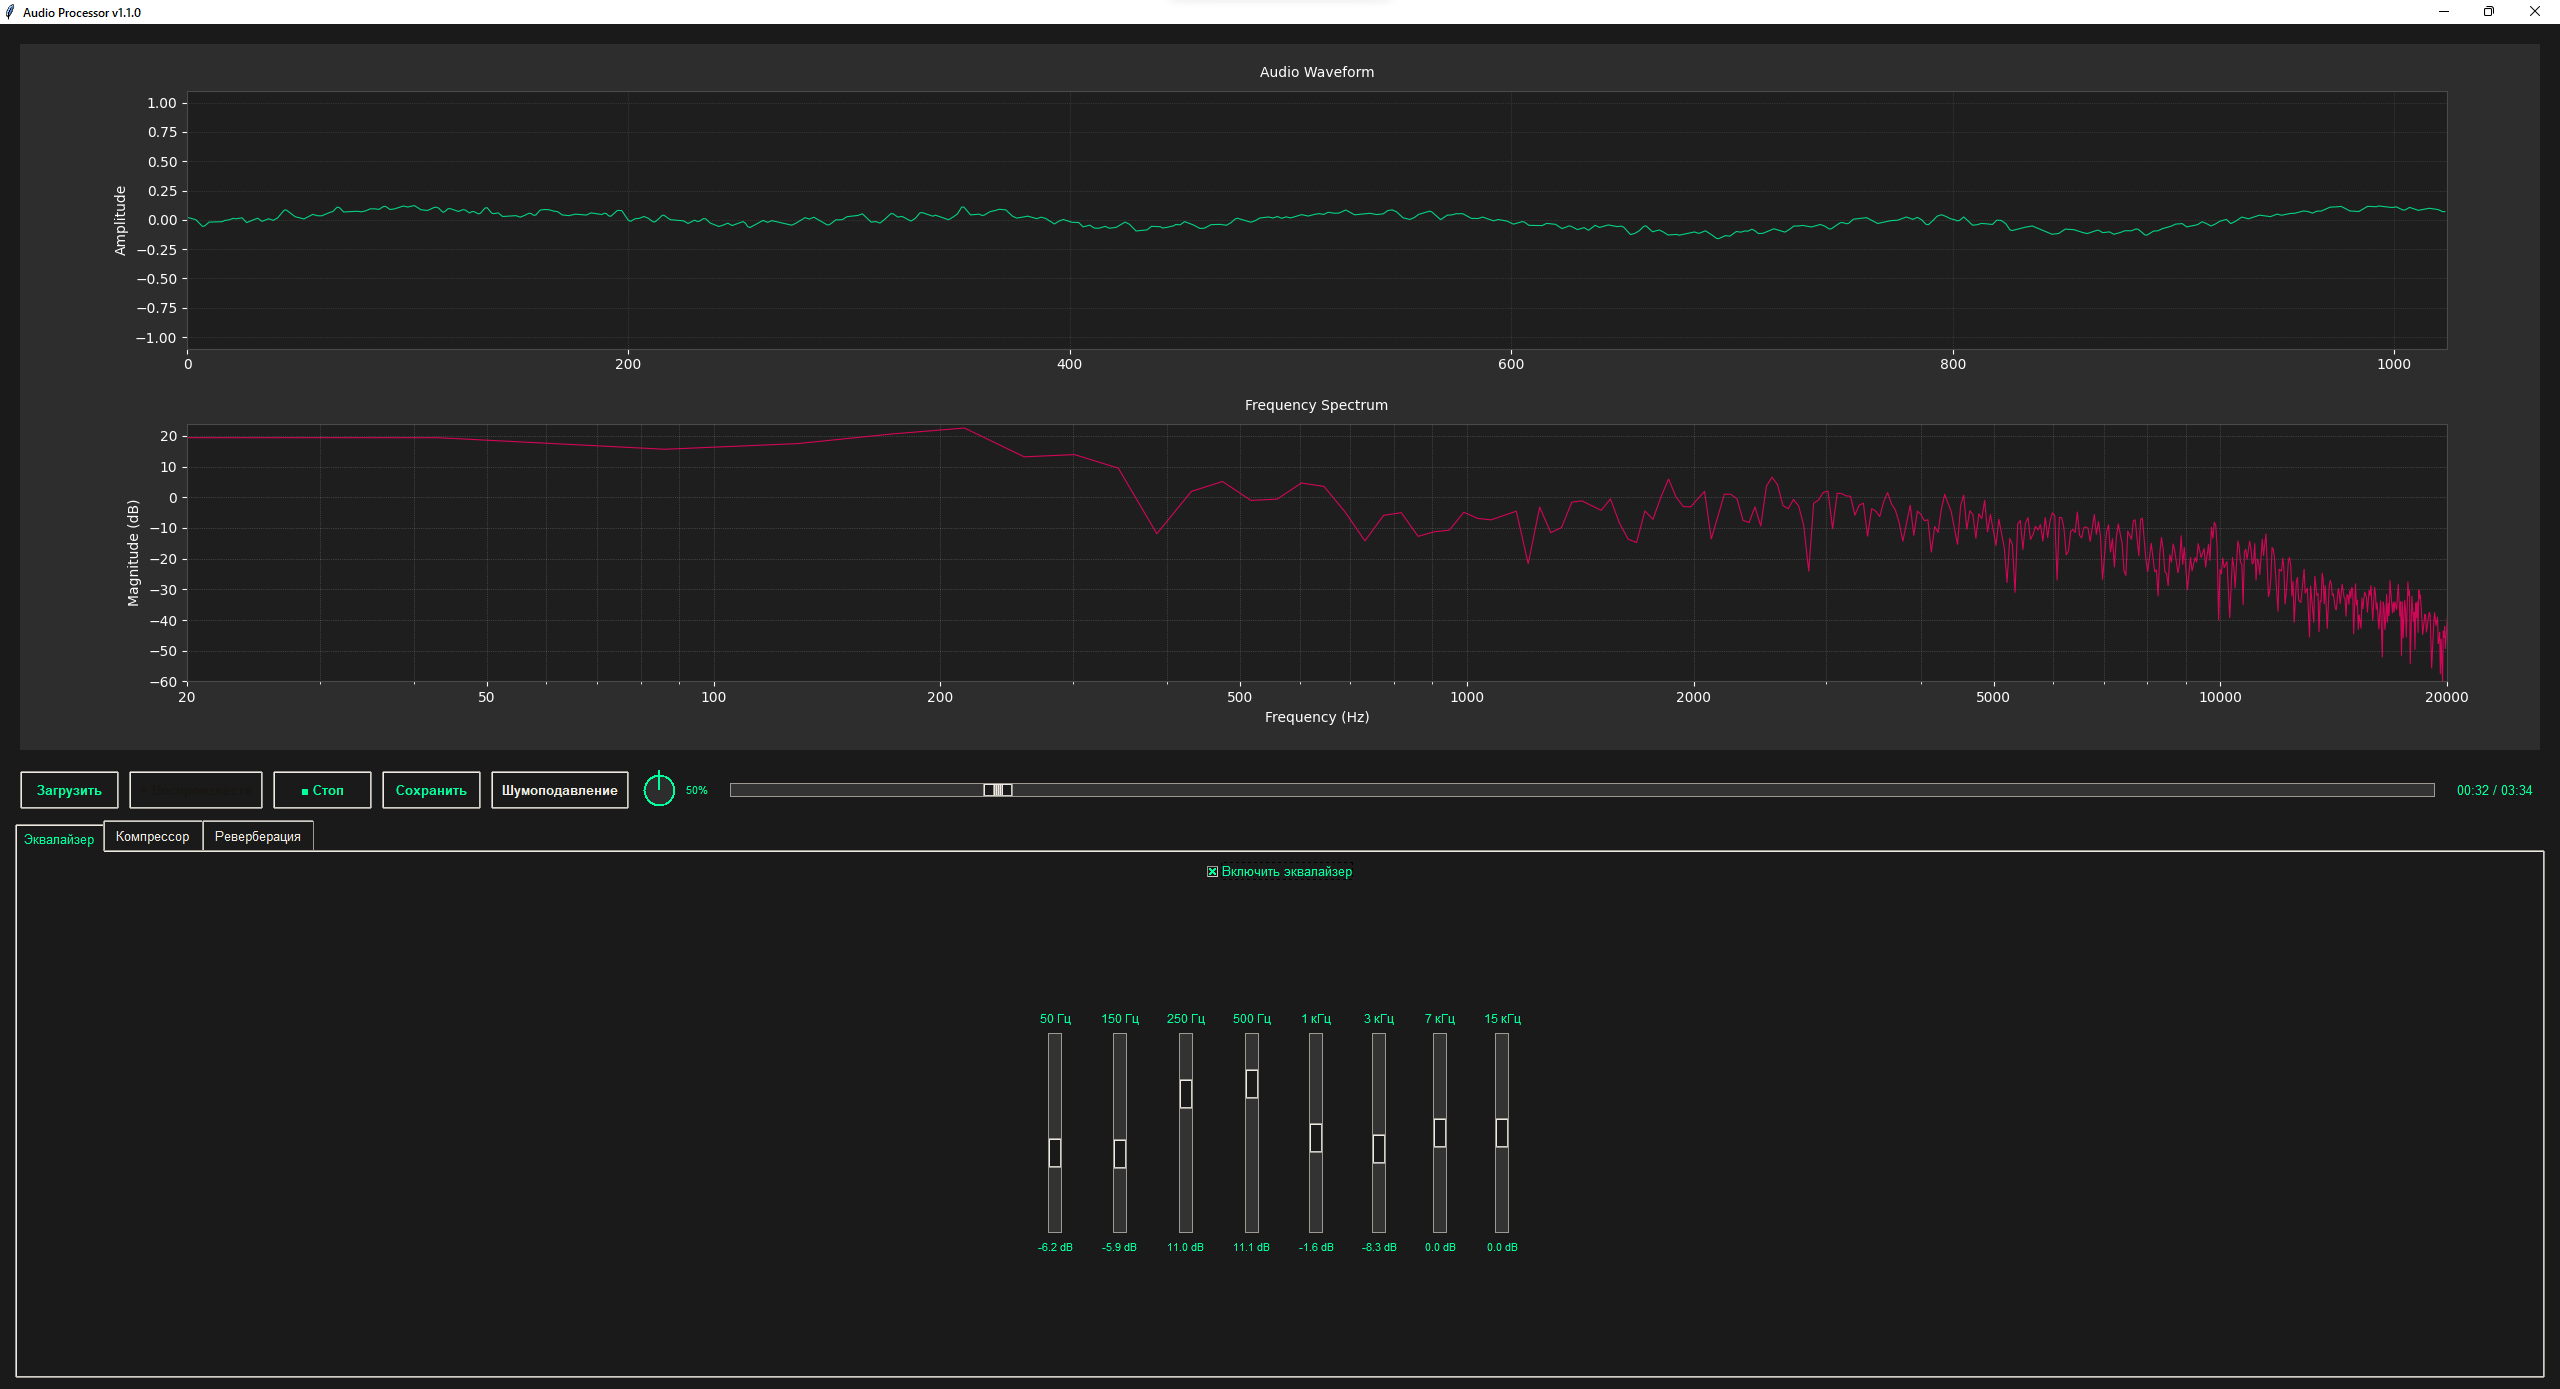 Audio Processor v1.1.0
Audio Waveform
Amplitude
1.00
0.75
0.50
0.25
0.00
−0.25
−0.50
−0.75
−1.00
0 200 400 600 800 1000
Frequency Spectrum
Magnitude (dB)
20
10
0
−10
−20
−30
−40
−50
−60
20 50 100 200 500 1000 2000 5000 10000 20000
Frequency (Hz)
Загрузить ■ Стоп Сохранить Шумоподавление 50% 00:32 / 03:34
Эквалайзер Компрессор Реверберация
Включить эквалайзер
50 Гц 150 Гц 250 Гц 500 Гц 1 кГц 3 кГц 7 кГц 15 кГц
-6.2 dB -5.9 dB 11.0 dB 11.1 dB -1.6 dB -8.3 dB 0.0 dB 0.0 dB